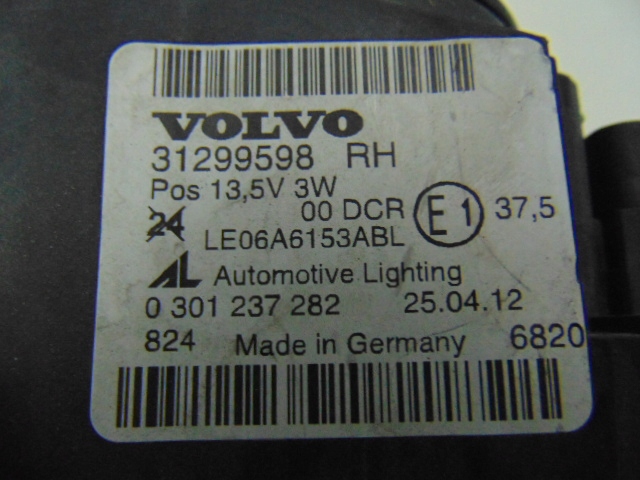 VOLVO
31299598 RH
Pos 13,5V 3W
24 00 DCR E1 37,5
LE06A6153ABL
AL Automotive Lighting
0 301 237 282 25.04.12
824 Made in Germany 6820